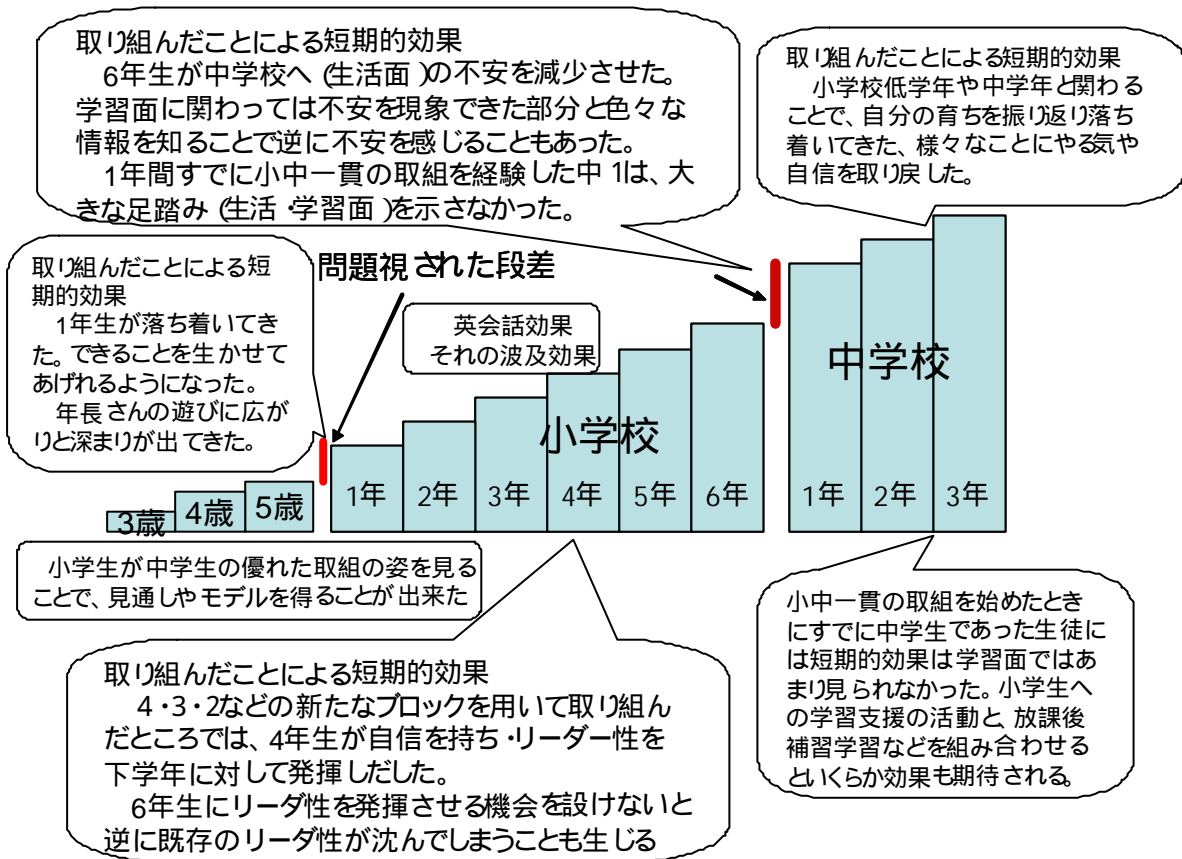 取り組んだことによる短期的効果
6年生が中学校へ(生活面)の不安を減少させた。
学習面に関わっては不安を現象できた部分と色々な
情報を知ることで逆に不安を感じることもあった。
1年間すでに小中一貫の取組を経験した中1は、大
きな足踏み(生活・学習面)を示さなかった。
取り組んだことによる短期的効果
小学校低学年や中学年と関わる
ことで、自分の育ちを振り返り落ち
着いてきた、様々なことにやる気や
自信を取り戻した。
取り組んだことによる短
期的効果
1年生が落ち着いてき
た。できることを生かせて
あげれるようになった。
年長さんの遊びに広が
りと深まりが出てきた。
問題視された段差
英会話効果
それの波及効果
中学校
小学校
3歳
4歳
5歳
1年
2年
3年
4年
5年
6年
1年
2年
3年
小学生が中学生の優れた取組の姿を見る
ことで、見通しやモデルを得ることが出来た
取り組んだことによる短期的効果
4・3・2などの新たなブロックを用いて取り組ん
だところでは、4年生が自信を持ち・リーダー性を
下学年に対して発揮しだした。
6年生にリーダ性を発揮させる機会を設けないと
逆に既存のリーダ性が沈んでしまうことも生じる
小中一貫の取組を始めたとき
にすでに中学生であった生徒に
は短期的効果は学習面ではあ
まり見られなかった。小学生へ
の学習支援の活動と、放課後
補習学習などを組み合わせる
といくらか効果も期待される。